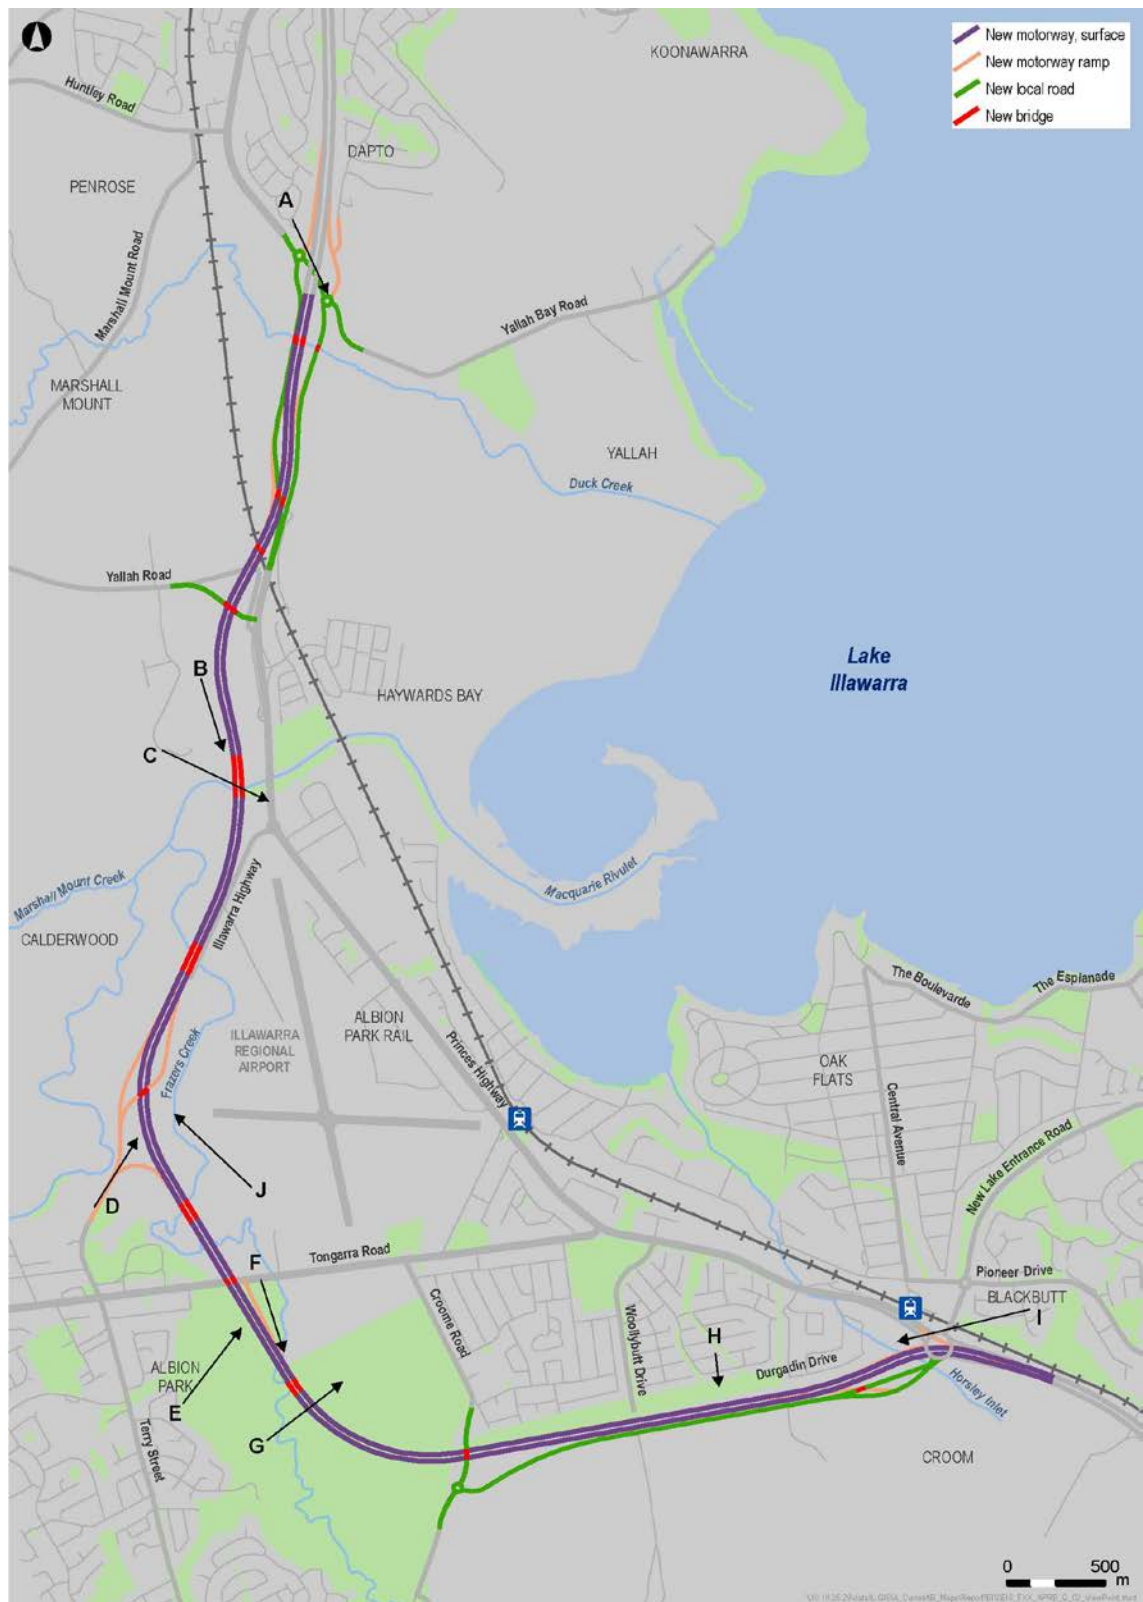 KOONAWARRA
New motorway, surface
New motorway ramp
New local road
New bridge
Huntley Road
DAPTO
PENROSE
A
Marshall Mount Road
Yallah Bay Road
MARSHALL
MOUNT
YALLAH
Duck Creek
Yallah Road
Lake
Illawarra
B
HAYWARDS BAY
C
Macquarie Rivulet
Marshall Mount Creek
Illawarra Highway
CALDERWOOD
The Boulevarde
The Esplanade
ALBION
PARK RAIL
ILLAWARRA
REGIONAL
AIRPORT
Princes Highway
Frazers Creek
OAK
FLATS
Central Avenue
New Lake Entrance Road
D
J
F
Tongarra Road
Croome Road
Woollybutt Drive
Pioneer Drive
BLACKBUTT
I
H
Durgadin Drive
Horsley Inlet
ALBION
PARK
E
G
Terry Street
CROOM
0 500
m